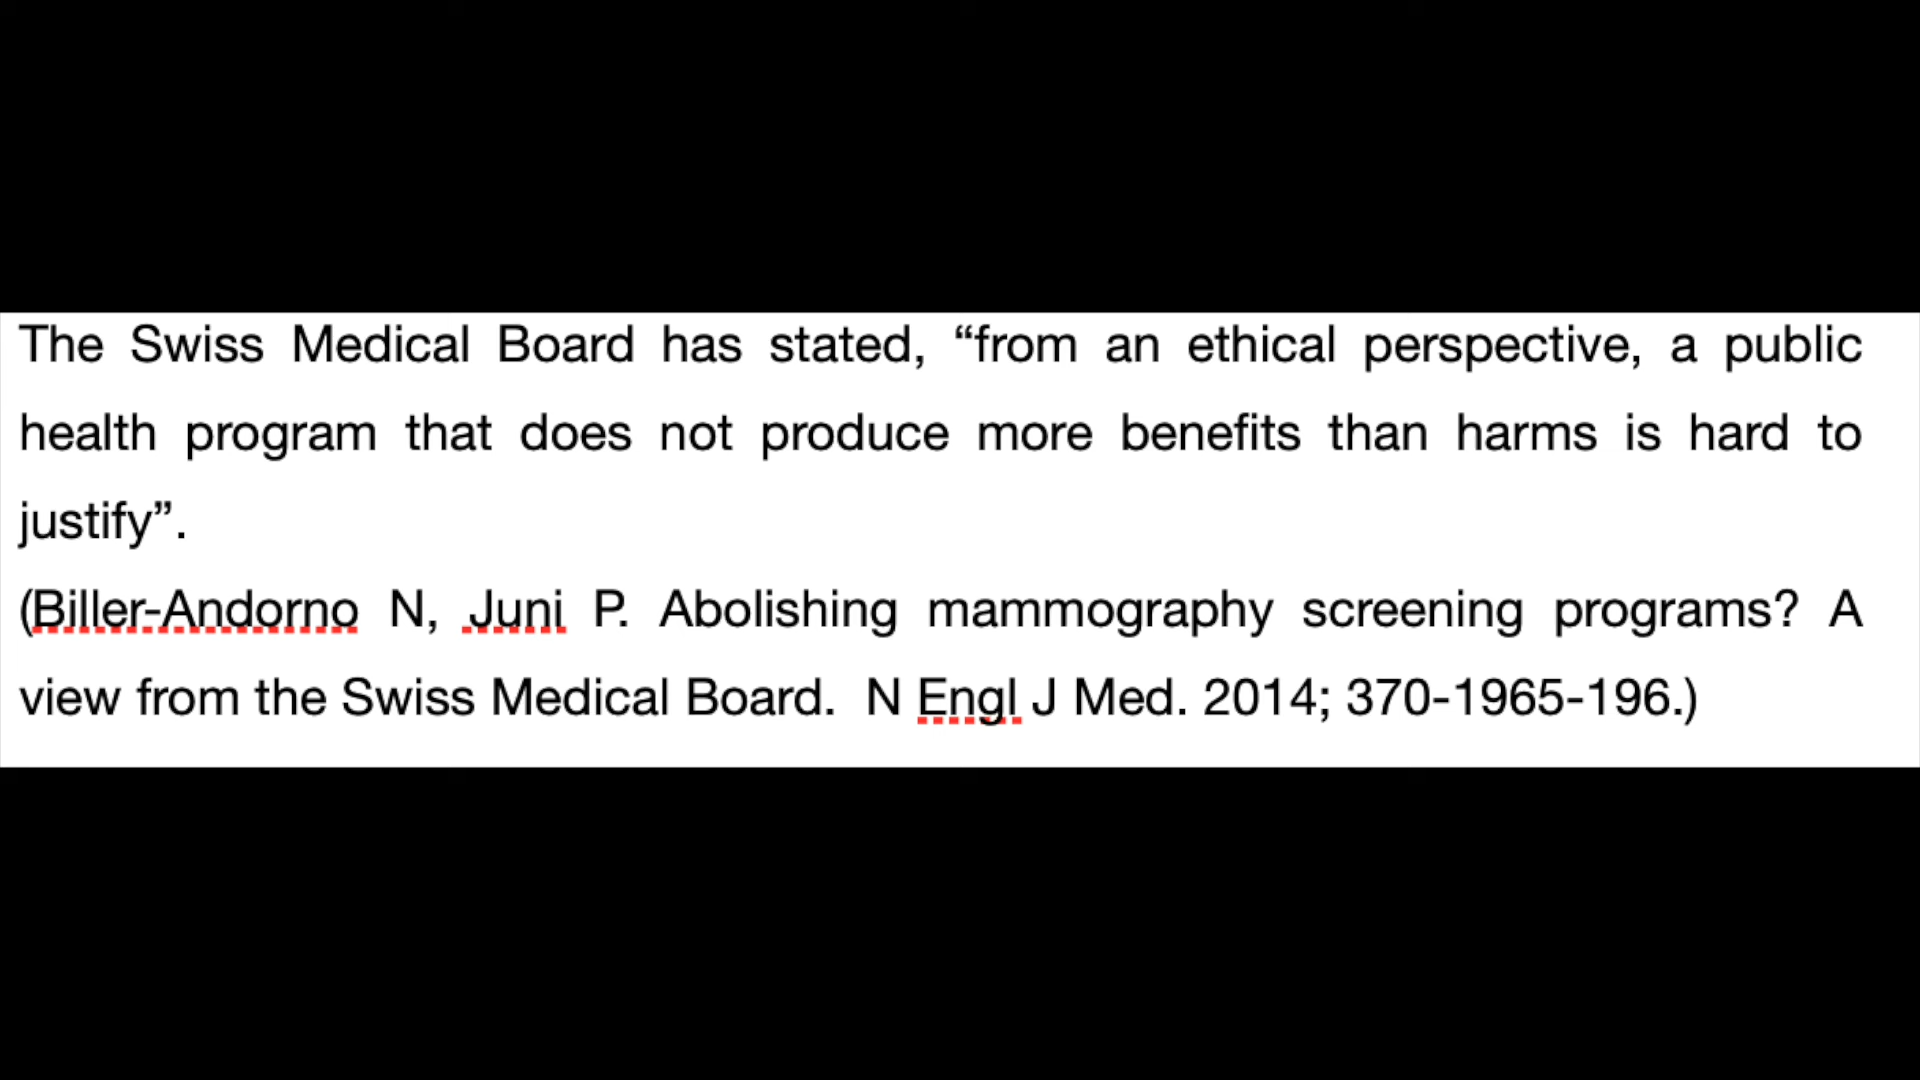 The Swiss Medical Board has stated, “from an ethical perspective, a public
health program that does not produce more benefits than harms is hard to
justify”.
(Biller-Andorno N, Juni P. Abolishing mammography screening programs? A
view from the Swiss Medical Board.  N Engl J Med. 2014; 370-1965-196.)